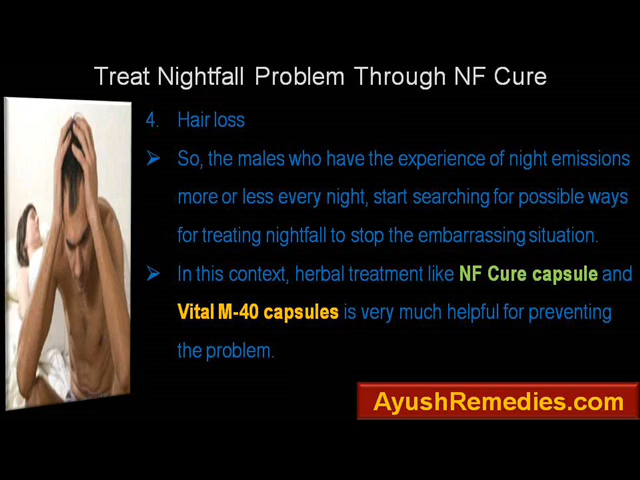 Treat Nightfall Problem Through NF Cure
4. Hair loss
➢ So, the males who have the experience of night emissions
more or less every night, start searching for possible ways
for treating nightfall to stop the embarrassing situation.
➢ In this context, herbal treatment like NF Cure capsule and
Vital M-40 capsules is very much helpful for preventing
the problem.
AyushRemedies.com